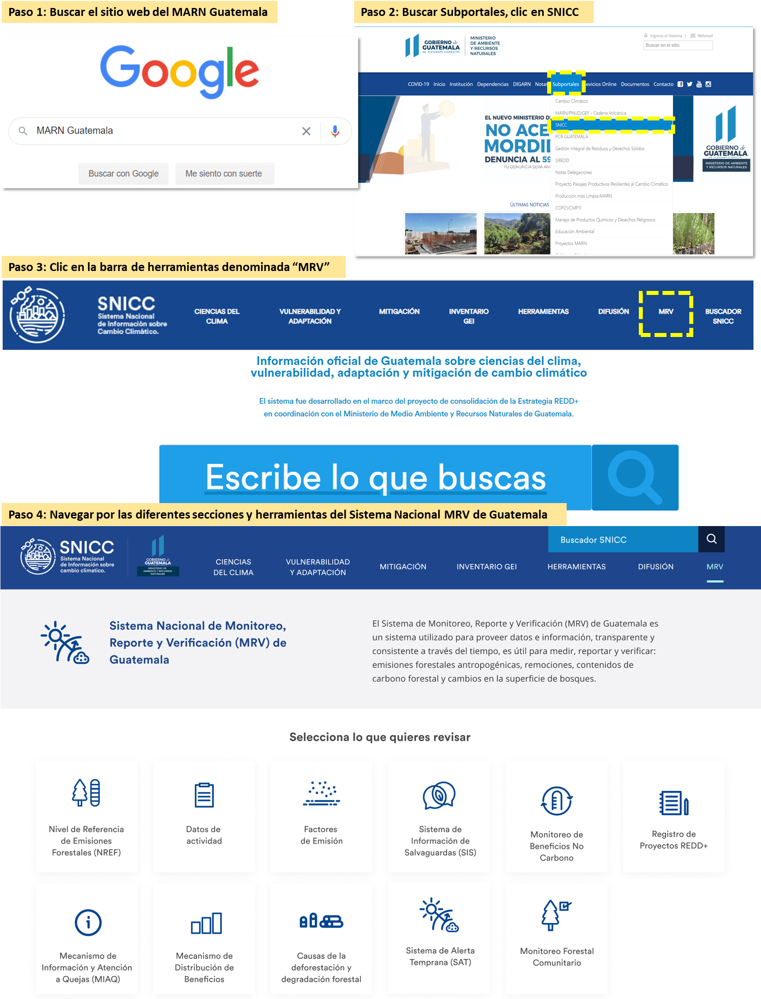 Paso 1: Buscar el sitio web del MARN Guatemala
Google
MARN Guatemala
Buscar con Google
Me siento con suerte
Paso 2: Buscar Subportales, clic en SNICC
GOBIERNO de
GUATEMALA
DR. ALEJANDRO GIAMMATTEI
MINISTERIO
DE AMBIENTE
Y RECURSOS
NATURALES
Ingreso al Sistema | Webmail
Buscar en el sitio
COVID-19 Inicio Institución Dependencias DIGARN Notas Subportales evicios Online Documentos Contacto
Cambio Climático
MARN/PNUD/GEF - Cadena Volcánica
SNICC
PCB GUATEMALA
Gestión Integral de Residuos y Desechos Sólidos
SIREDD
Notas Delegaciones
Proyecto Paisajes Productivos Resilientes al Cambio Climático
Producción más Limpia-MARN
COP21/CMP11
Manejo de Productos Químicos y Desechos Peligrosos
Educación Ambiental
Proyectos MARN
EL NUEVO MINISTERIO D
NO ACE
MORDI
DENUNCIA AL 59
TU DENUNCIA SERÁ AN
GOBIERNO de
GUATEMALA
DR. ALEJANDRO GIAMMATTEI
MINISTERIO DE AMBIENTE
Y RECURSOS NATURALES
ÚLTIMAS NOTICIAS
Paso 3: Clic en la barra de herramientas denominada “MRV”
SNICC
Sistema Nacional
de Información sobre
Cambio Climático.
CIENCIAS DEL
CLIMA
VULNERABILIDAD Y
ADAPTACIÓN
MITIGACIÓN
INVENTARIO
GEI
HERRAMIENTAS
DIFUSIÓN
MRV
BUSCADOR
SNICC
Información oficial de Guatemala sobre ciencias del clima,
vulnerabilidad, adaptación y mitigación de cambio climático
El sistema fue desarrollado en el marco del proyecto de consolidación de la Estrategia REDD+
en coordinación con el Ministerio de Medio Ambiente y Recursos Naturales de Guatemala.
Escribe lo que buscas
Paso 4: Navegar por las diferentes secciones y herramientas del Sistema Nacional MRV de Guatemala
SNICC
Sistema Nacional
de Información sobre
cambio climatico.
GOBIERNO de
GUATEMALA
MINISTERIO DE
AMBIENTE Y RECURSOS
NATURALES
Buscador SNICC
CIENCIAS
DEL CLIMA
VULNERABILIDAD
Y ADAPTACIÓN
MITIGACIÓN
INVENTARIO GEI
HERRAMIENTAS
DIFUSIÓN
MRV
Sistema Nacional de Monitoreo,
Reporte y Verificación (MRV) de
Guatemala
El Sistema de Monitoreo, Reporte y Verificación (MRV) de Guatemala es
un sistema utilizado para proveer datos e información, transparente y
consistente a través del tiempo, es útil para medir, reportar y verificar:
emisiones forestales antropogénicas, remociones, contenidos de
carbono forestal y cambios en la superficie de bosques.
Selecciona lo que quieres revisar
Nivel de Referencia
de Emisiones
Forestales (NREF)
Datos de
actividad
Factores
de Emisión
Sistema de
Información de
Salvaguardas (SIS)
Monitoreo de
Beneficios No
Carbono
Registro de
Proyectos REDD+
Mecanismo de
Información y Atención
a Quejas (MIAQ)
Mecanismo de
Distribución de
Beneficios
Causas de la
deforestación y
degradación forestal
Sistema de Alerta
Temprana (SAT)
Monitoreo Forestal
Comunitario